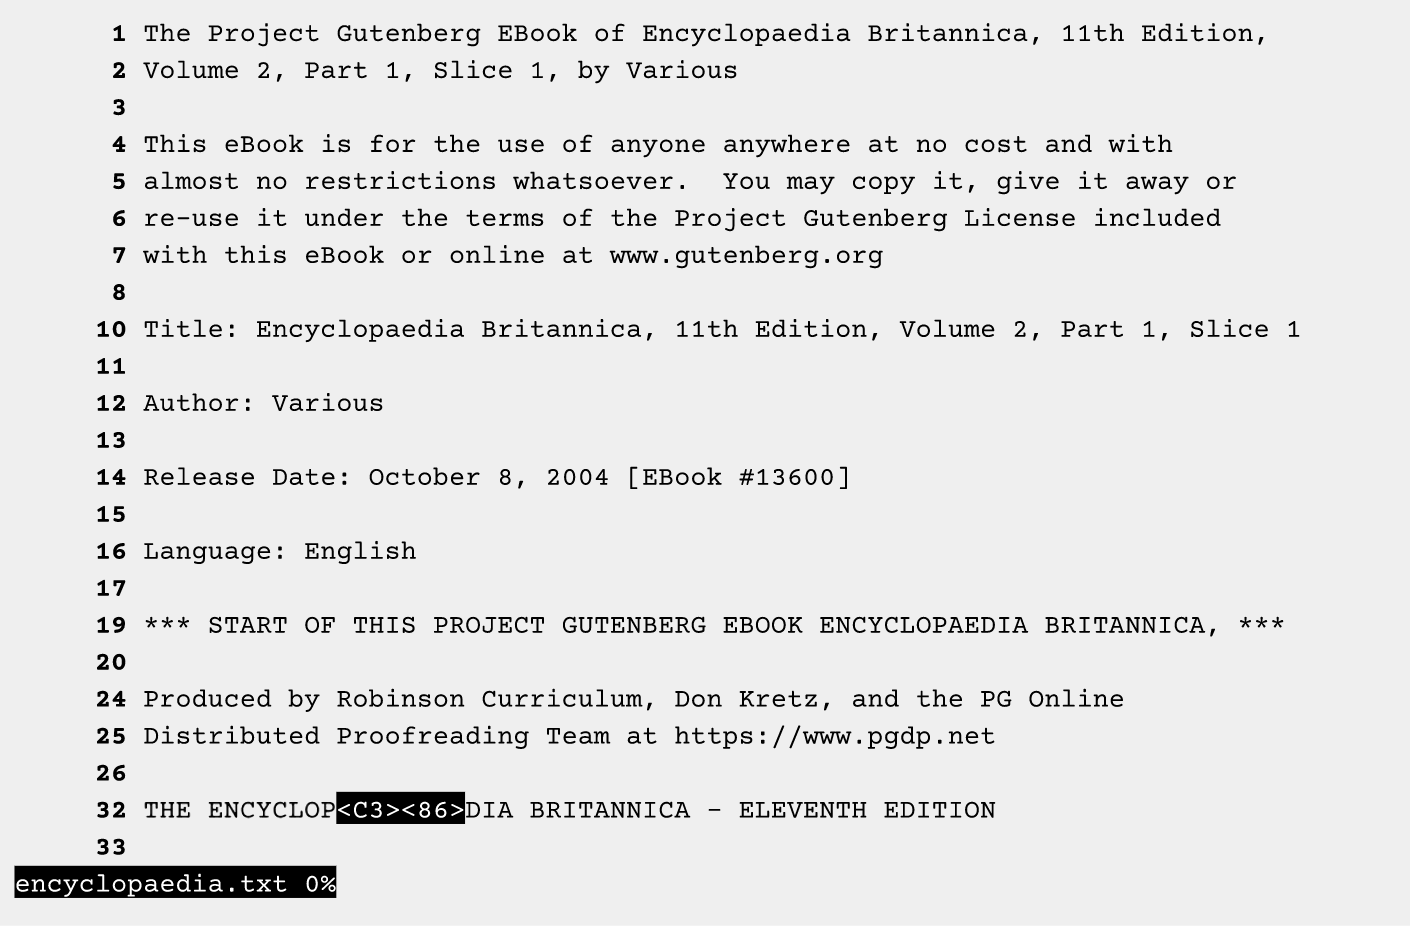 1 The Project Gutenberg EBook of Encyclopaedia Britannica, 11th Edition,
2 Volume 2, Part 1, Slice 1, by Various
3
4 This eBook is for the use of anyone anywhere at no cost and with
5 almost no restrictions whatsoever.  You may copy it, give it away or
6 re-use it under the terms of the Project Gutenberg License included
7 with this eBook or online at www.gutenberg.org
8
10 Title: Encyclopaedia Britannica, 11th Edition, Volume 2, Part 1, Slice 1
11
12 Author: Various
13
14 Release Date: October 8, 2004 [EBook #13600]
15
16 Language: English
17
19 *** START OF THIS PROJECT GUTENBERG EBOOK ENCYCLOPAEDIA BRITANNICA, ***
20
24 Produced by Robinson Curriculum, Don Kretz, and the PG Online
25 Distributed Proofreading Team at https://www.pgdp.net
26
32 THE ENCYCLOP<C3><86>DIA BRITANNICA - ELEVENTH EDITION
33
encyclopaedia.txt 0%